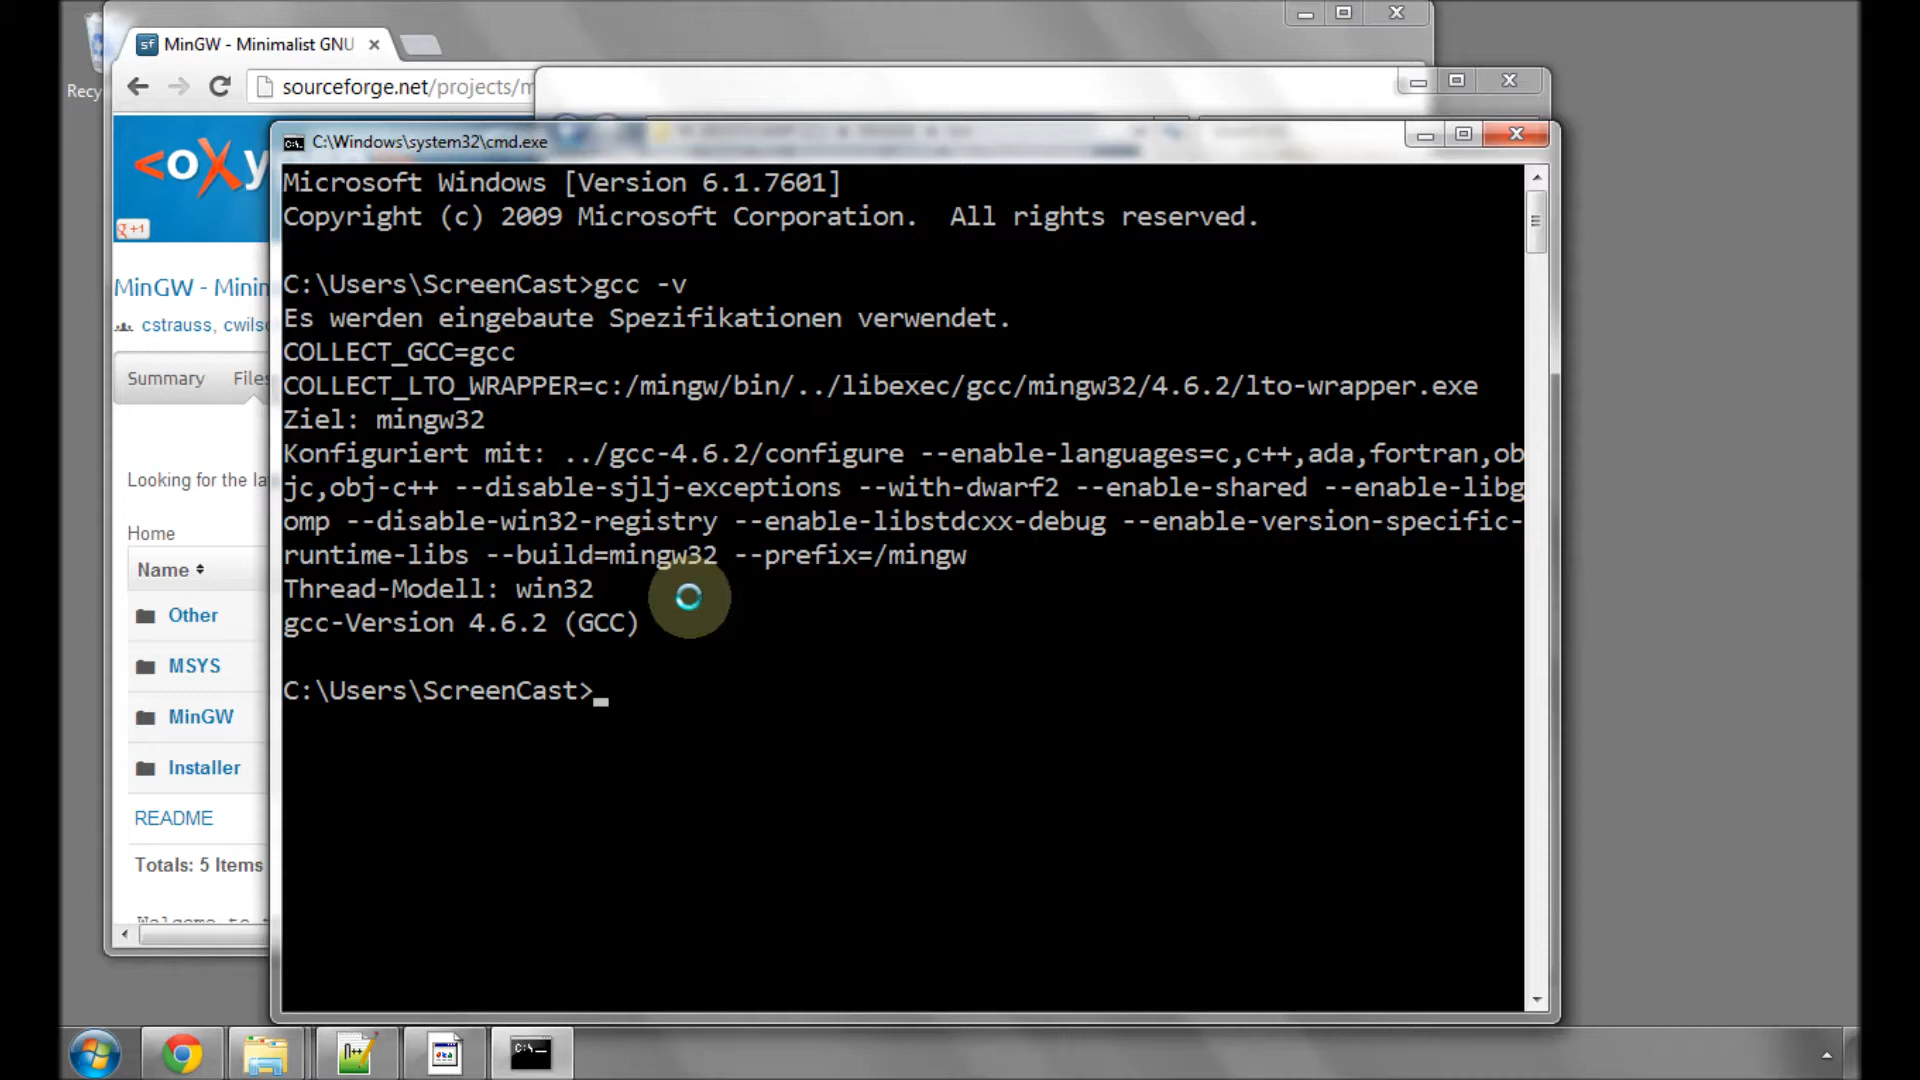 MinGW - Minimalist GNU
Recy
sourceforge.net/projects/m
<oXy
+1
C:\Windows\system32\cmd.exe
Microsoft Windows [Version 6.1.7601]
Copyright (c) 2009 Microsoft Corporation.  All rights reserved.
C:\Users\ScreenCast>gcc -v
Es werden eingebaute Spezifikationen verwendet.
COLLECT_GCC=gcc
COLLECT_LTO_WRAPPER=c:/mingw/bin/../libexec/gcc/mingw32/4.6.2/lto-wrapper.exe
Ziel: mingw32
Konfiguriert mit: ../gcc-4.6.2/configure --enable-languages=c,c++,ada,fortran,ob
jc,obj-c++ --disable-sjlj-exceptions --with-dwarf2 --enable-shared --enable-libg
omp --disable-win32-registry --enable-libstdcxx-debug --enable-version-specific-
runtime-libs --build=mingw32 --prefix=/mingw
Thread-Modell: win32
gcc-Version 4.6.2 (GCC)
C:\Users\ScreenCast>
MinGW - Minin
cstrauss, cwils
Summary Files
Looking for the la
Home
Name
Other
MSYS
MinGW
Installer
README
Totals: 5 Items
Welcome to t